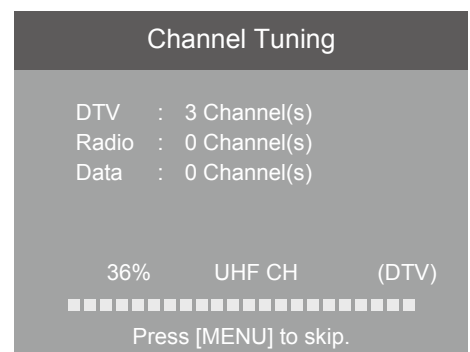 Channel Tuning
DTV : 3 Channel(s)
Radio : 0 Channel(s)
Data : 0 Channel(s)
36% UHF CH (DTV)
Press [MENU] to skip.